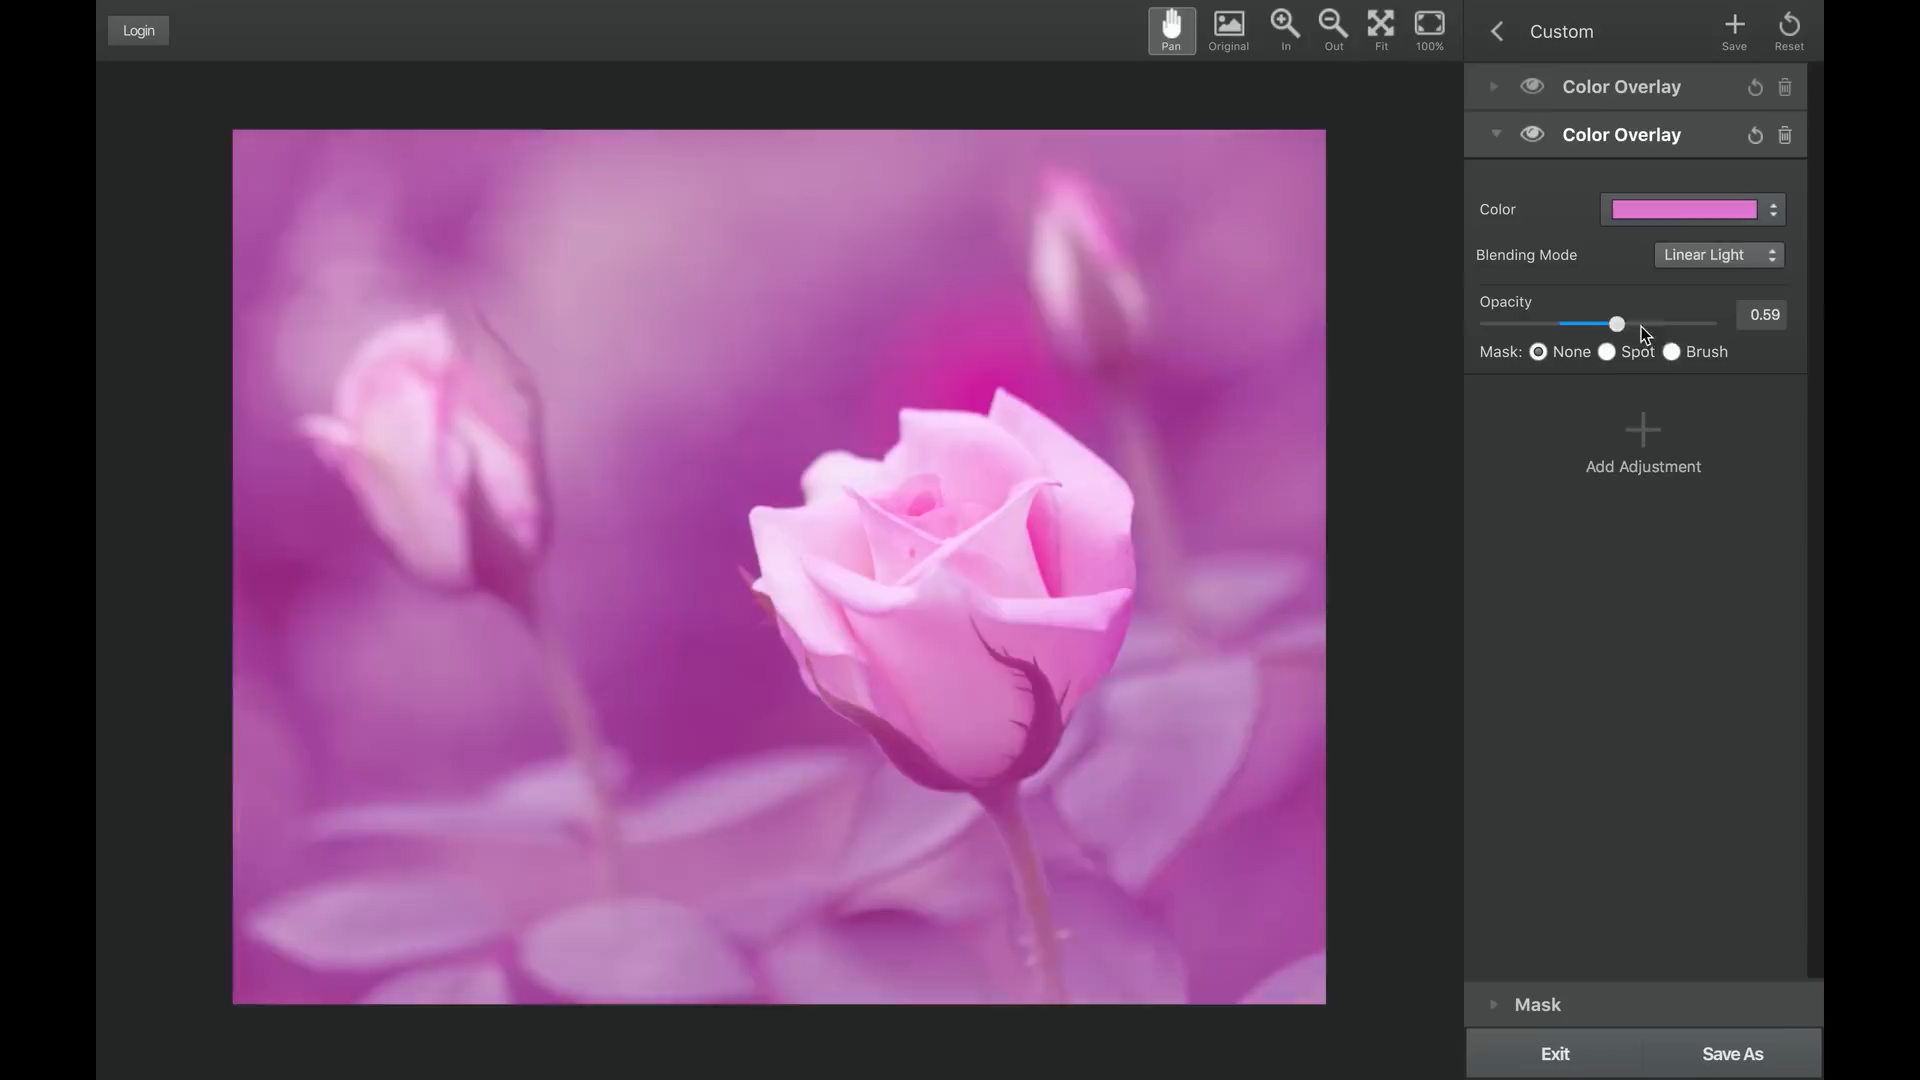 Login
Pan
Original
In
Out
Fit
100%
Custom
Save
Reset
Color Overlay
Color Overlay
Color
Blending Mode
Linear Light
Opacity
0.59
Mask: None Spot Brush
Add Adjustment
Mask
Exit
Save As